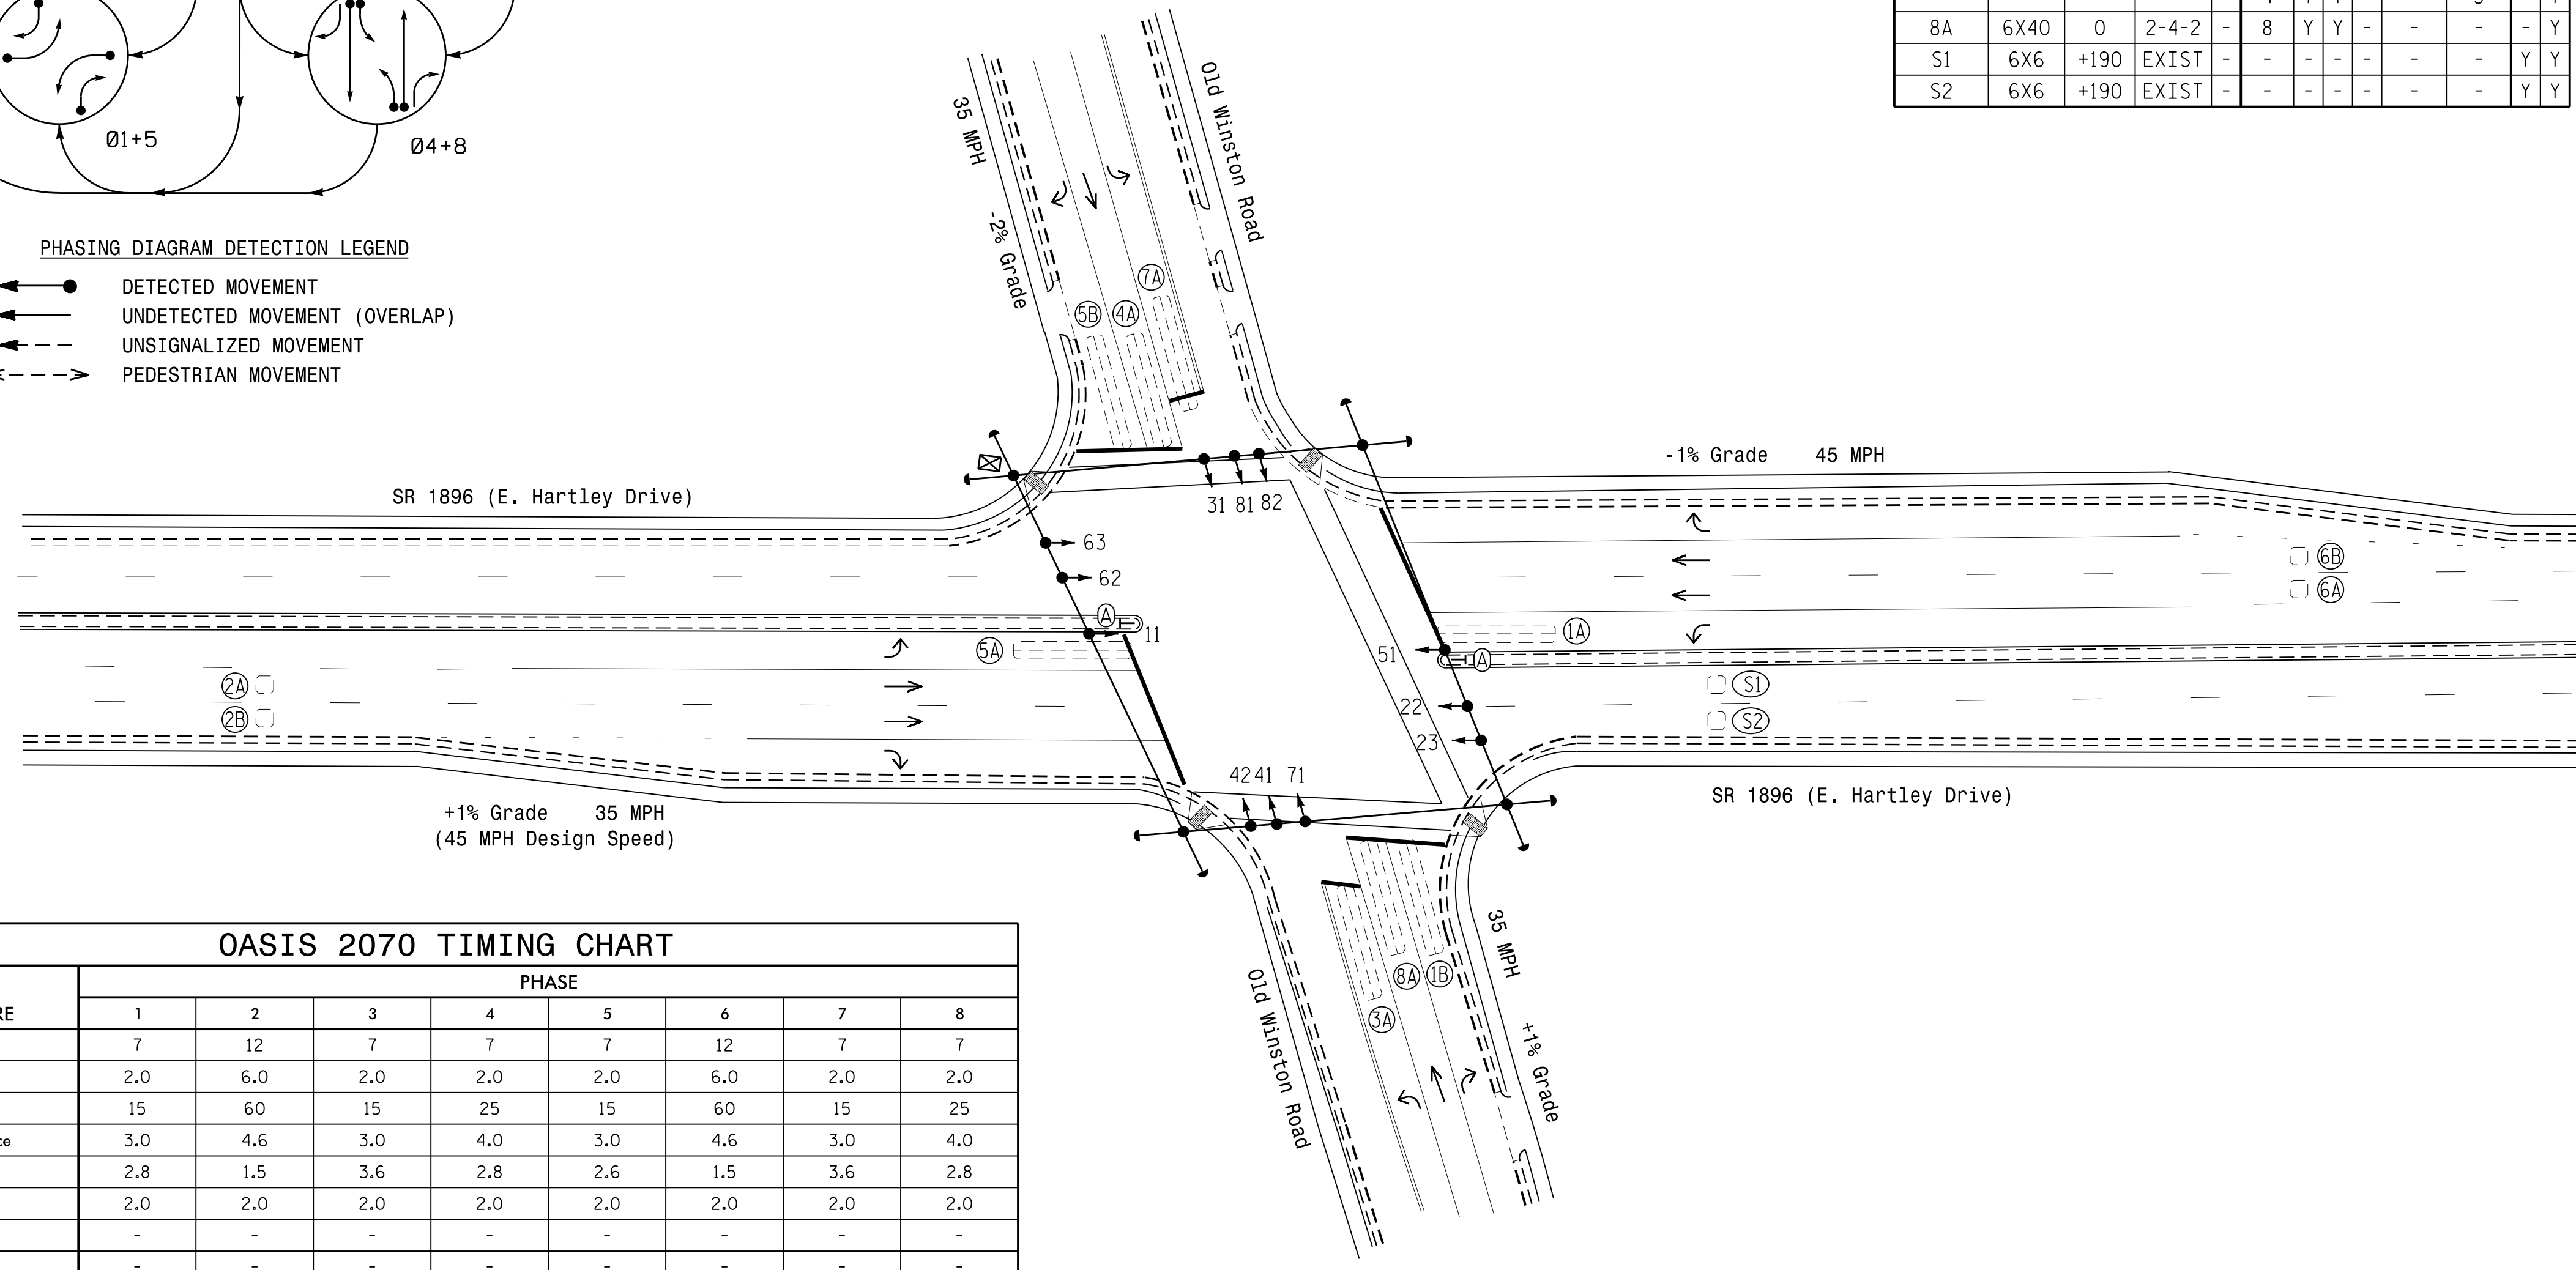 8A 6X40 0 2-4-2 - 8 Y Y - - - - Y
S1 6X6 +190 EXIST - - - - - - - Y Y
S2 6X6 +190 EXIST - - - - - - - Y Y
Ø1+5
Ø4+8
PHASING DIAGRAM DETECTION LEGEND
DETECTED MOVEMENT
UNDETECTED MOVEMENT (OVERLAP)
UNSIGNALIZED MOVEMENT
PEDESTRIAN MOVEMENT
35 MPH
-2% Grade
Old Winston Road
7A
5B
4A
SR 1896 (E. Hartley Drive)
-1% Grade 45 MPH
31 81 82
63
62
A
11
5A
2A
2B
6B
6A
1A
51
A
S1
S2
22
23
42 41 71
+1% Grade 35 MPH
(45 MPH Design Speed)
SR 1896 (E. Hartley Drive)
8A
1B
3A
35 MPH
+1% Grade
Old Winston Road
OASIS 2070 TIMING CHART
PHASE
RE 1 2 3 4 5 6 7 8
7 12 7 7 7 12 7 7
2.0 6.0 2.0 2.0 2.0 6.0 2.0 2.0
15 60 15 25 15 60 15 25
ce 3.0 4.6 3.0 4.0 3.0 4.6 3.0 4.0
2.8 1.5 3.6 2.8 2.6 1.5 3.6 2.8
2.0 2.0 2.0 2.0 2.0 2.0 2.0 2.0
- - - - - - - -
- - - - - - - -